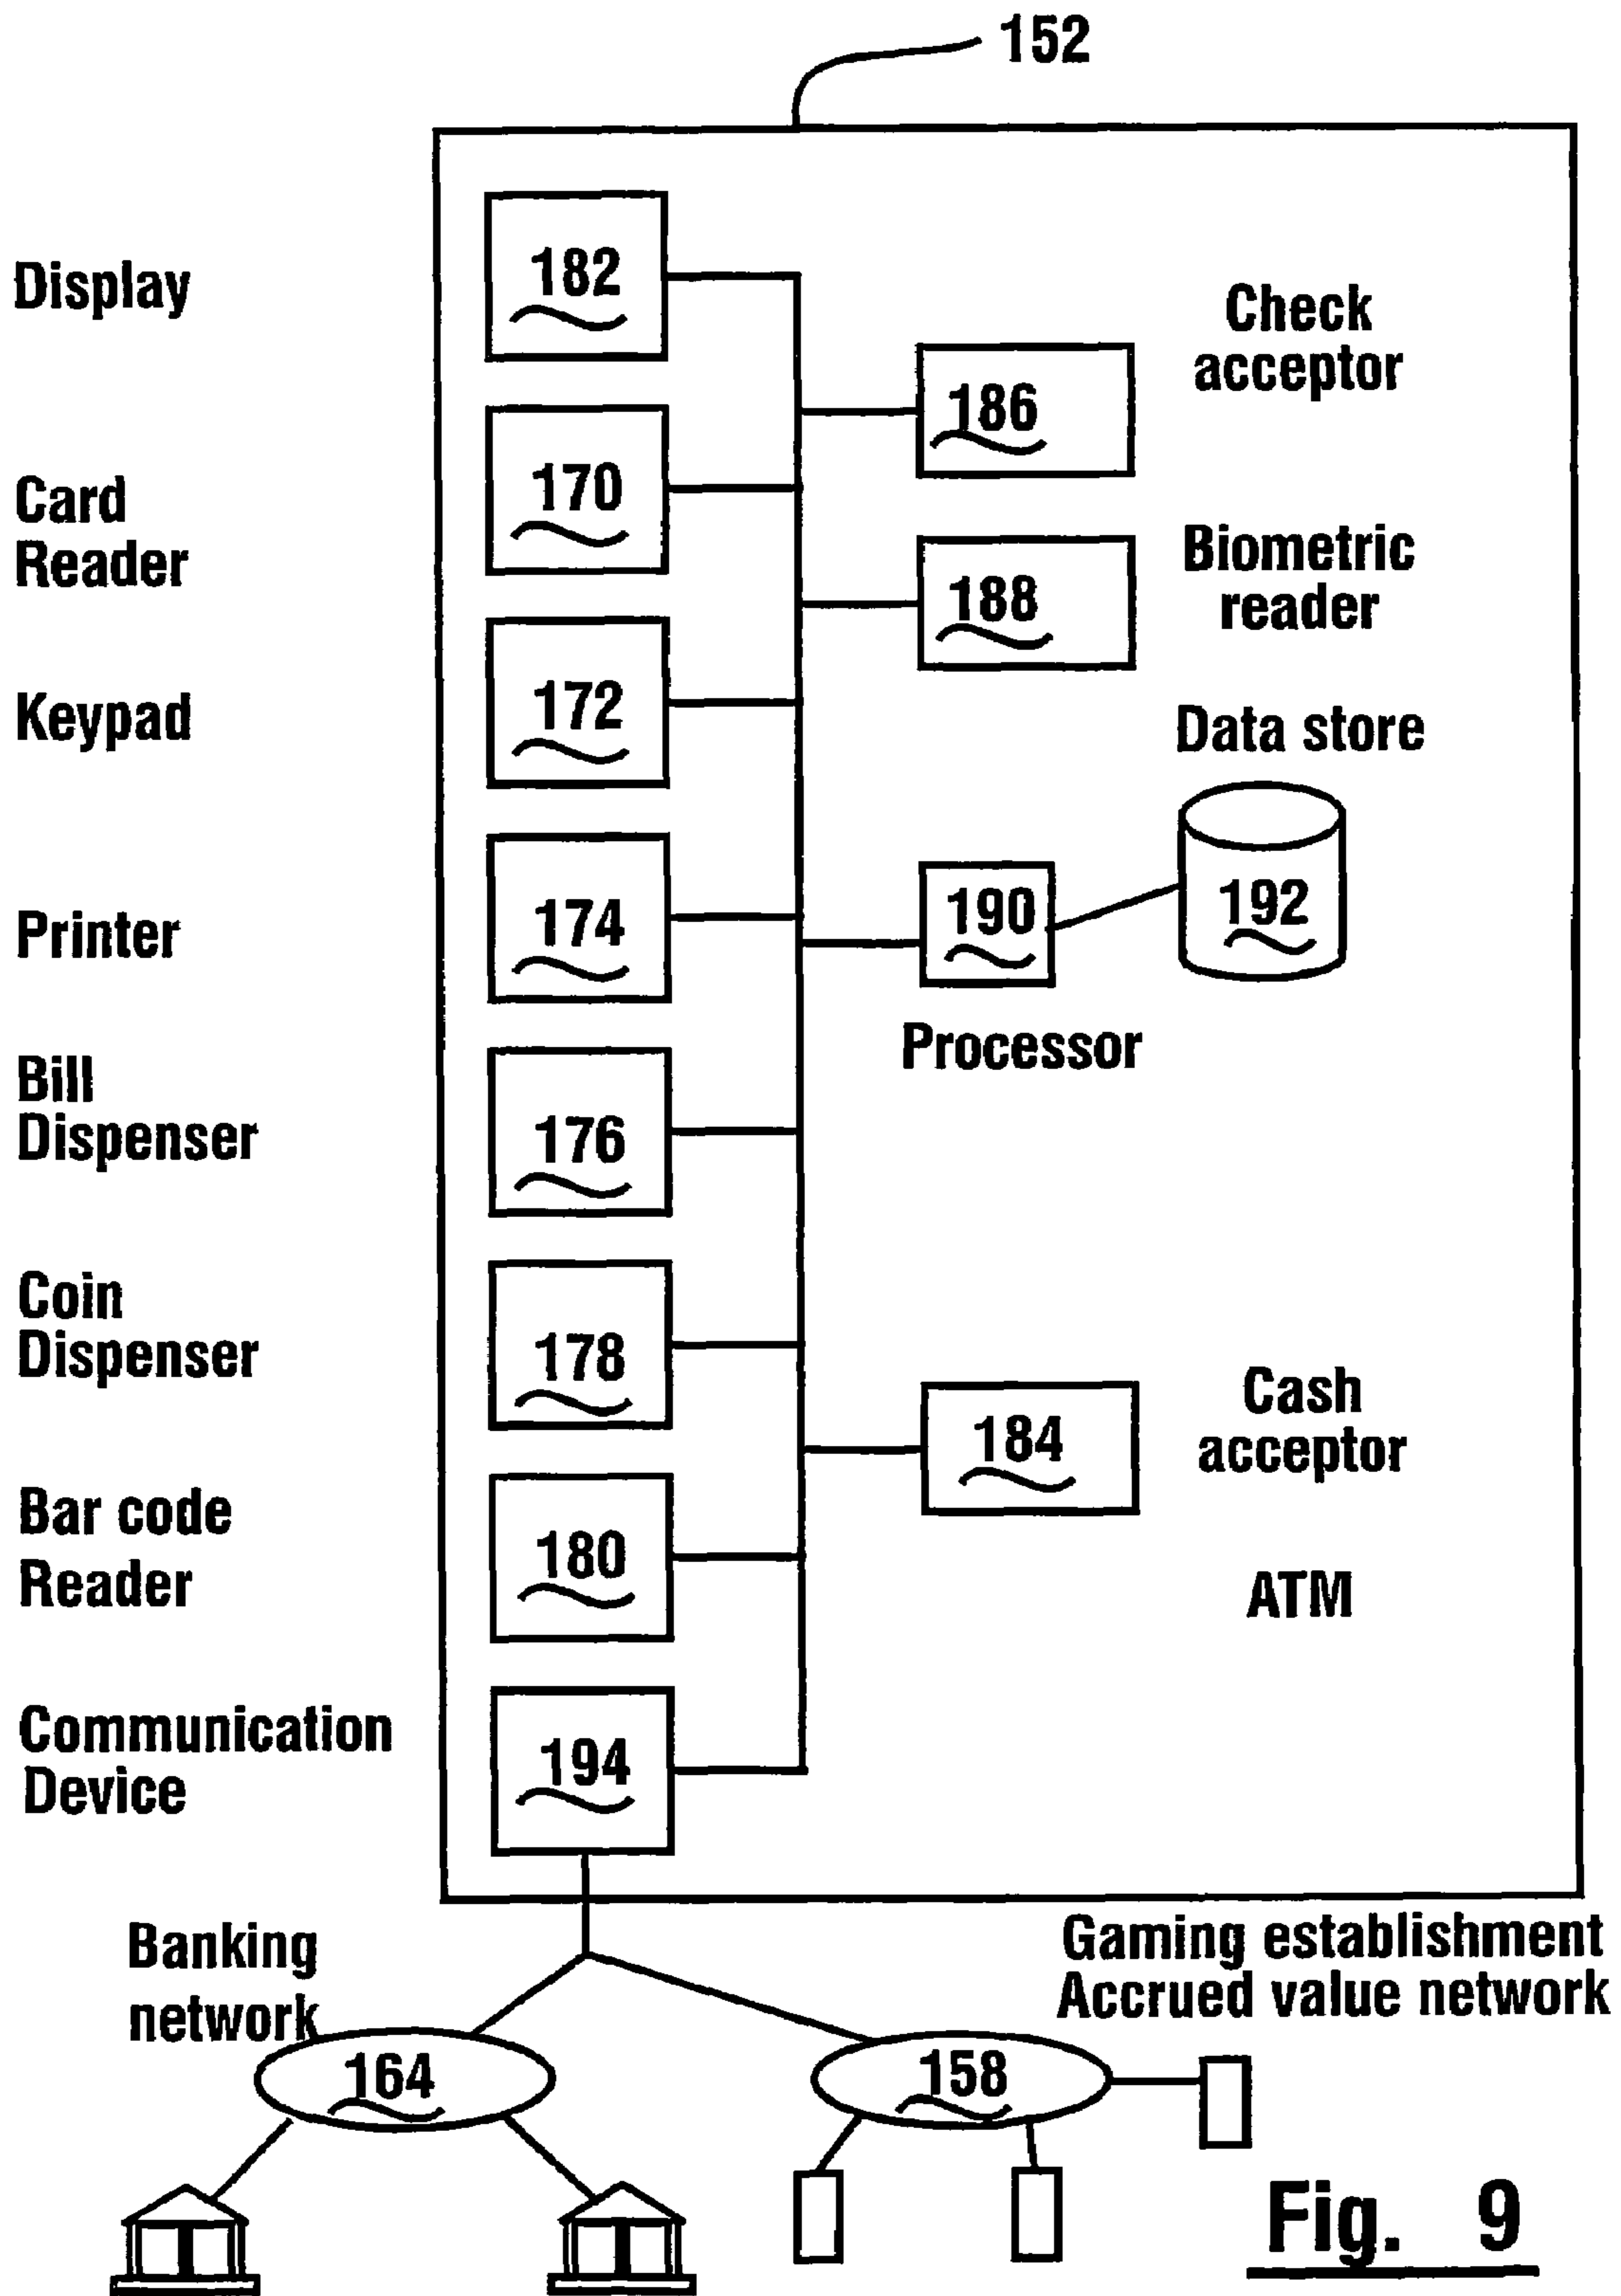 152
Display
182
Check
acceptor
186
Card
Reader
170
Biometric
reader
188
Keypad
172
Data store
192
Printer
174
190
Processor
Bill
Dispenser
176
Coin
Dispenser
178
Cash
acceptor
184
Bar code
Reader
180
ATM
Communication
Device
194
Banking
network
164
Gaming establishment
Accrued value network
158
Fig. 9